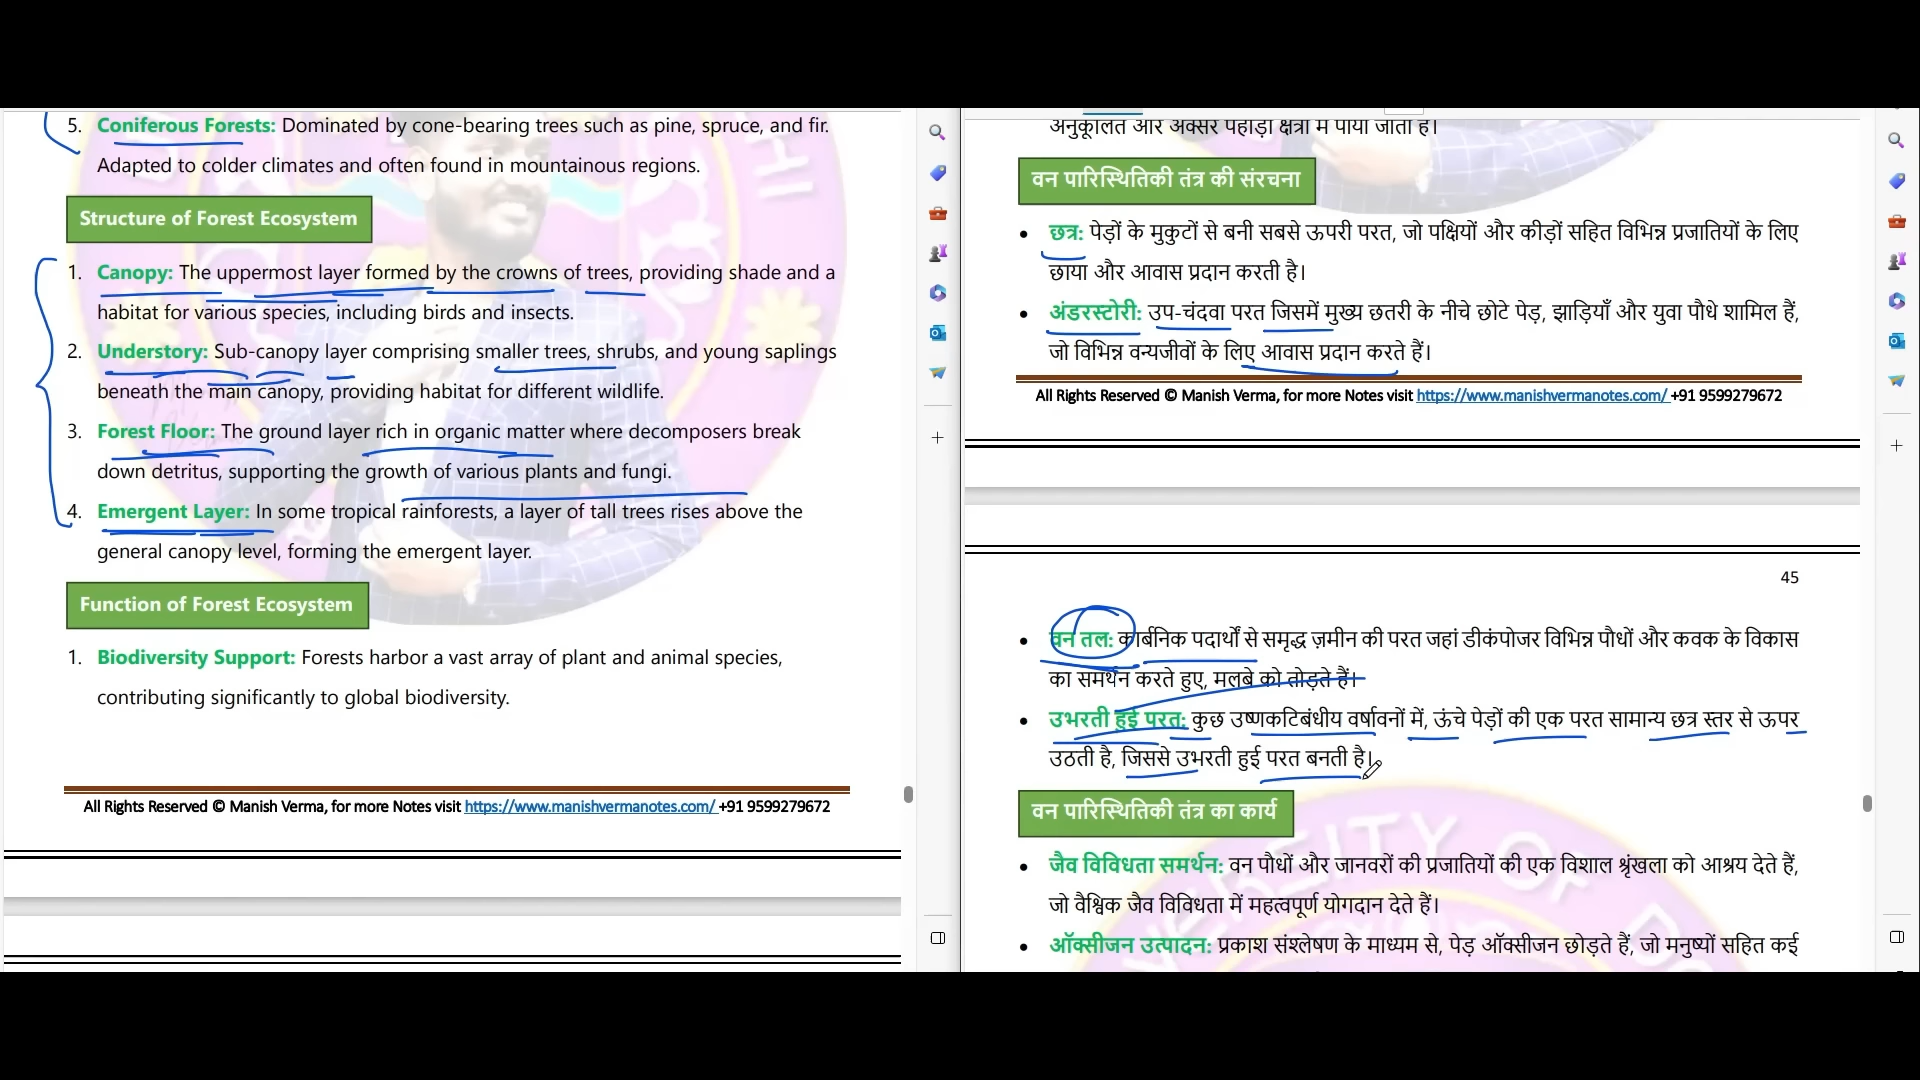 5. Coniferous Forests: Dominated by cone-bearing trees such as pine, spruce, and fir.
Adapted to colder climates and often found in mountainous regions.
Structure of Forest Ecosystem
1. Canopy: The uppermost layer formed by the crowns of trees, providing shade and a
habitat for various species, including birds and insects.
2. Understory: Sub-canopy layer comprising smaller trees, shrubs, and young saplings
beneath the main canopy, providing habitat for different wildlife.
3. Forest Floor: The ground layer rich in organic matter where decomposers break
down detritus, supporting the growth of various plants and fungi.
4. Emergent Layer: In some tropical rainforests, a layer of tall trees rises above the
general canopy level, forming the emergent layer.
Function of Forest Ecosystem
1. Biodiversity Support: Forests harbor a vast array of plant and animal species,
contributing significantly to global biodiversity.
All Rights Reserved © Manish Verma, for more Notes visit https://www.manishvermanotes.com/ +91 9599279672
अनुकूलित और अक्सर पहाड़ी क्षेत्रों में पाया जाता है।
वन पारिस्थितिकी तंत्र की संरचना
• छत्र: पेड़ों के मुकुटों से बनी सबसे ऊपरी परत, जो पक्षियों और कीड़ों सहित विभिन्न प्रजातियों के लिए
छाया और आवास प्रदान करती है।
• अंडरस्टोरी: उप-चंदवा परत जिसमें मुख्य छतरी के नीचे छोटे पेड़, झाड़ियाँ और युवा पौधे शामिल हैं,
जो विभिन्न वन्यजीवों के लिए आवास प्रदान करते हैं।
All Rights Reserved © Manish Verma, for more Notes visit https://www.manishvermanotes.com/ +91 9599279672
45
• वन तल: कार्बनिक पदार्थों से समृद्ध ज़मीन की परत जहां डीकंपोजर विभिन्न पौधों और कवक के विकास
का समर्थन करते हुए, मलबे को तोड़ते हैं।
• उभरती हुई परत: कुछ उष्णकटिबंधीय वर्षावनों में, ऊंचे पेड़ों की एक परत सामान्य छत्र स्तर से ऊपर
उठती है, जिससे उभरती हुई परत बनती है।
वन पारिस्थितिकी तंत्र का कार्य
• जैव विविधता समर्थन: वन पौधों और जानवरों की प्रजातियों की एक विशाल श्रृंखला को आश्रय देते हैं,
जो वैश्विक जैव विविधता में महत्वपूर्ण योगदान देते हैं।
• ऑक्सीजन उत्पादन: प्रकाश संश्लेषण के माध्यम से, पेड़ ऑक्सीजन छोड़ते हैं, जो मनुष्यों सहित कई